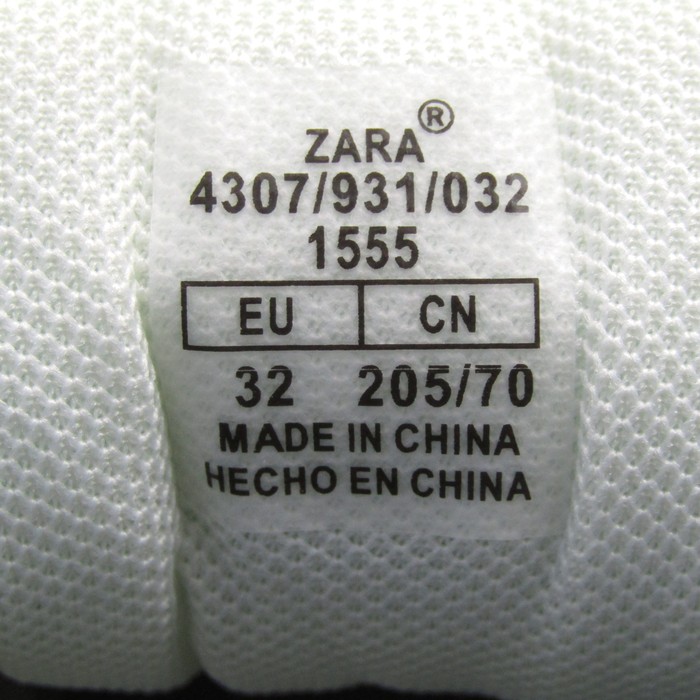 ZARA®
4307/931/032
1555
EU CN
32 205/70
MADE IN CHINA
HECHO EN CHINA